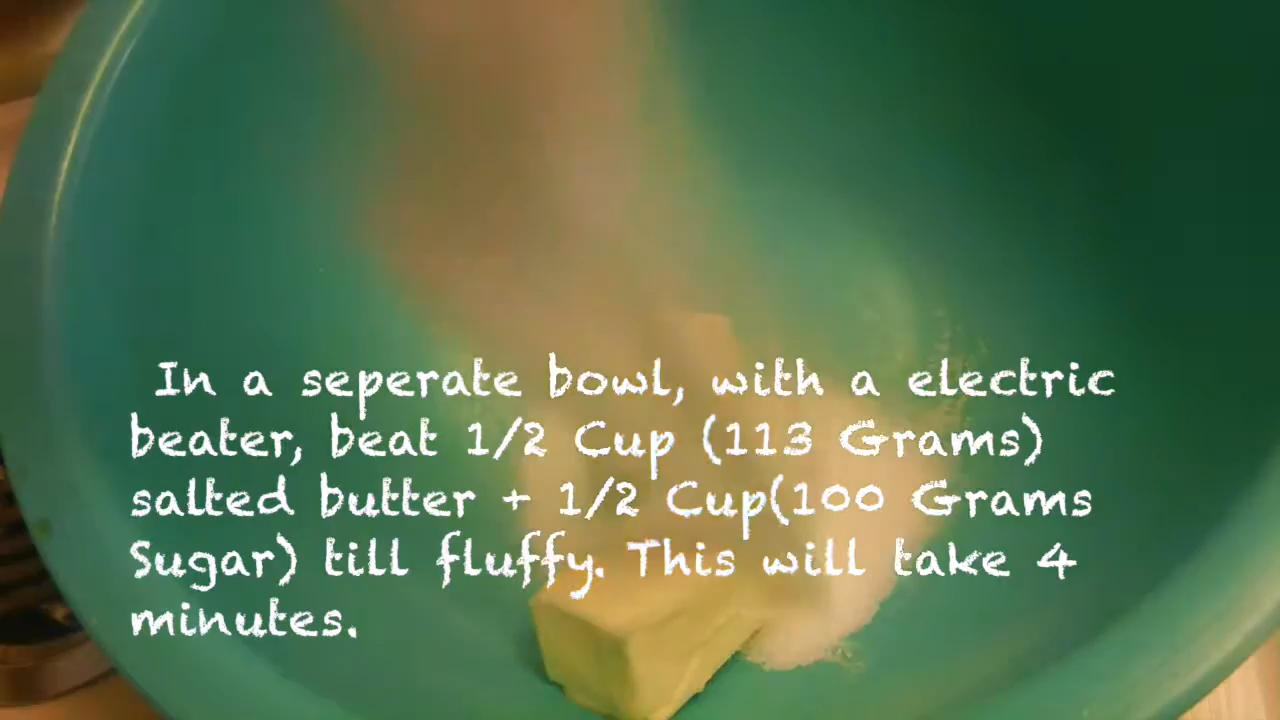 In a seperate bowl, with a electric
beater, beat 1/2 Cup (113 Grams)
salted butter + 1/2 Cup(100 Grams
Sugar) till fluffy. This will take 4
minutes.